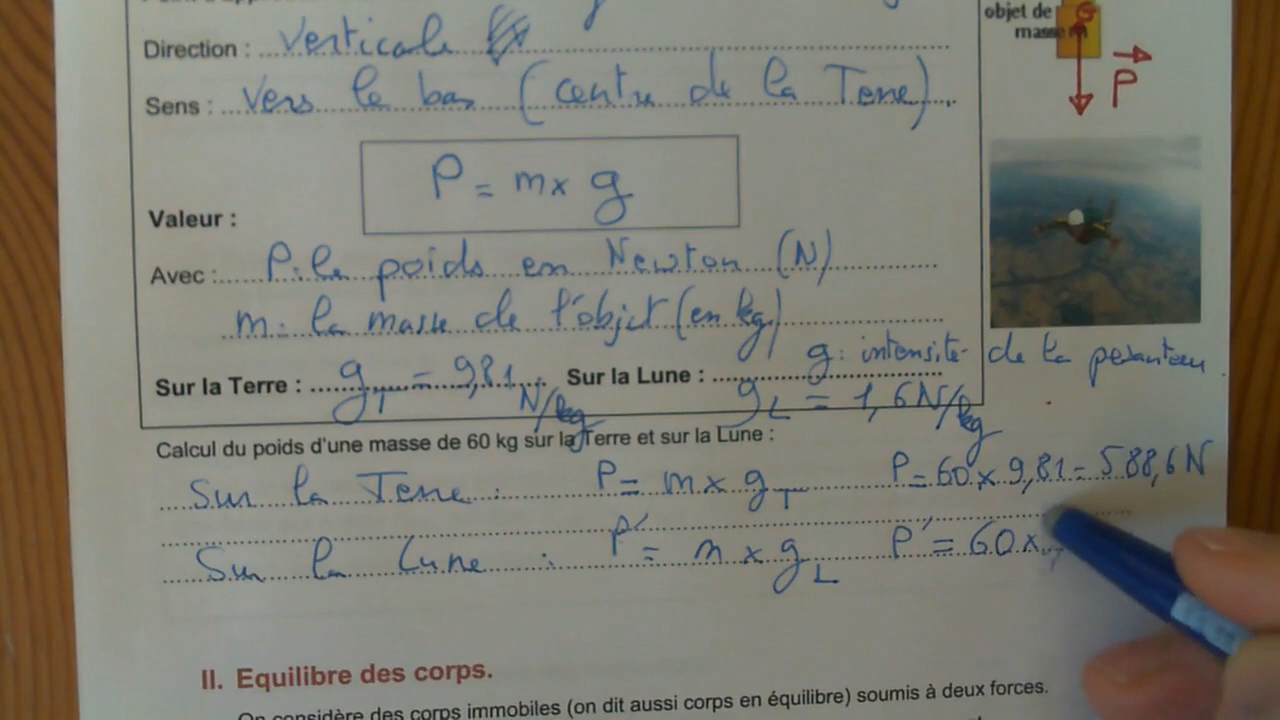 objet de
masse m
G
P
Direction : Verticale
Sens : Vers le bas (centre de la Terre)
P = m x g
Valeur :
Avec : P: le poids en Newton (N)
m: la masse de l'objet (en kg)
g: intensité de la pesanteur.
Sur la Terre : gT = 9,81 N/kg Sur la Lune : gL = 1,6 N/kg
Calcul du poids d'une masse de 60 kg sur la Terre et sur la Lune :
Sur la Terre : P = m x gT P = 60 x 9,81 = 588,6 N
Sur la Lune : P' = m x gL P' = 60 x
II. Equilibre des corps.
On considère des corps immobiles (on dit aussi corps en équilibre) soumis à deux forces.